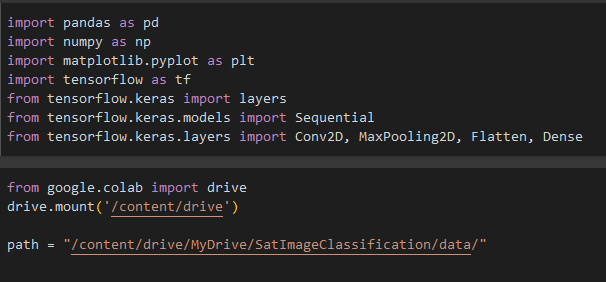 import pandas as pd
import numpy as np
import matplotlib.pyplot as plt
import tensorflow as tf
from tensorflow.keras import layers
from tensorflow.keras.models import Sequential
from tensorflow.keras.layers import Conv2D, MaxPooling2D, Flatten, Dense
from google.colab import drive
drive.mount('/content/drive')
path = "/content/drive/MyDrive/SatImageClassification/data/"